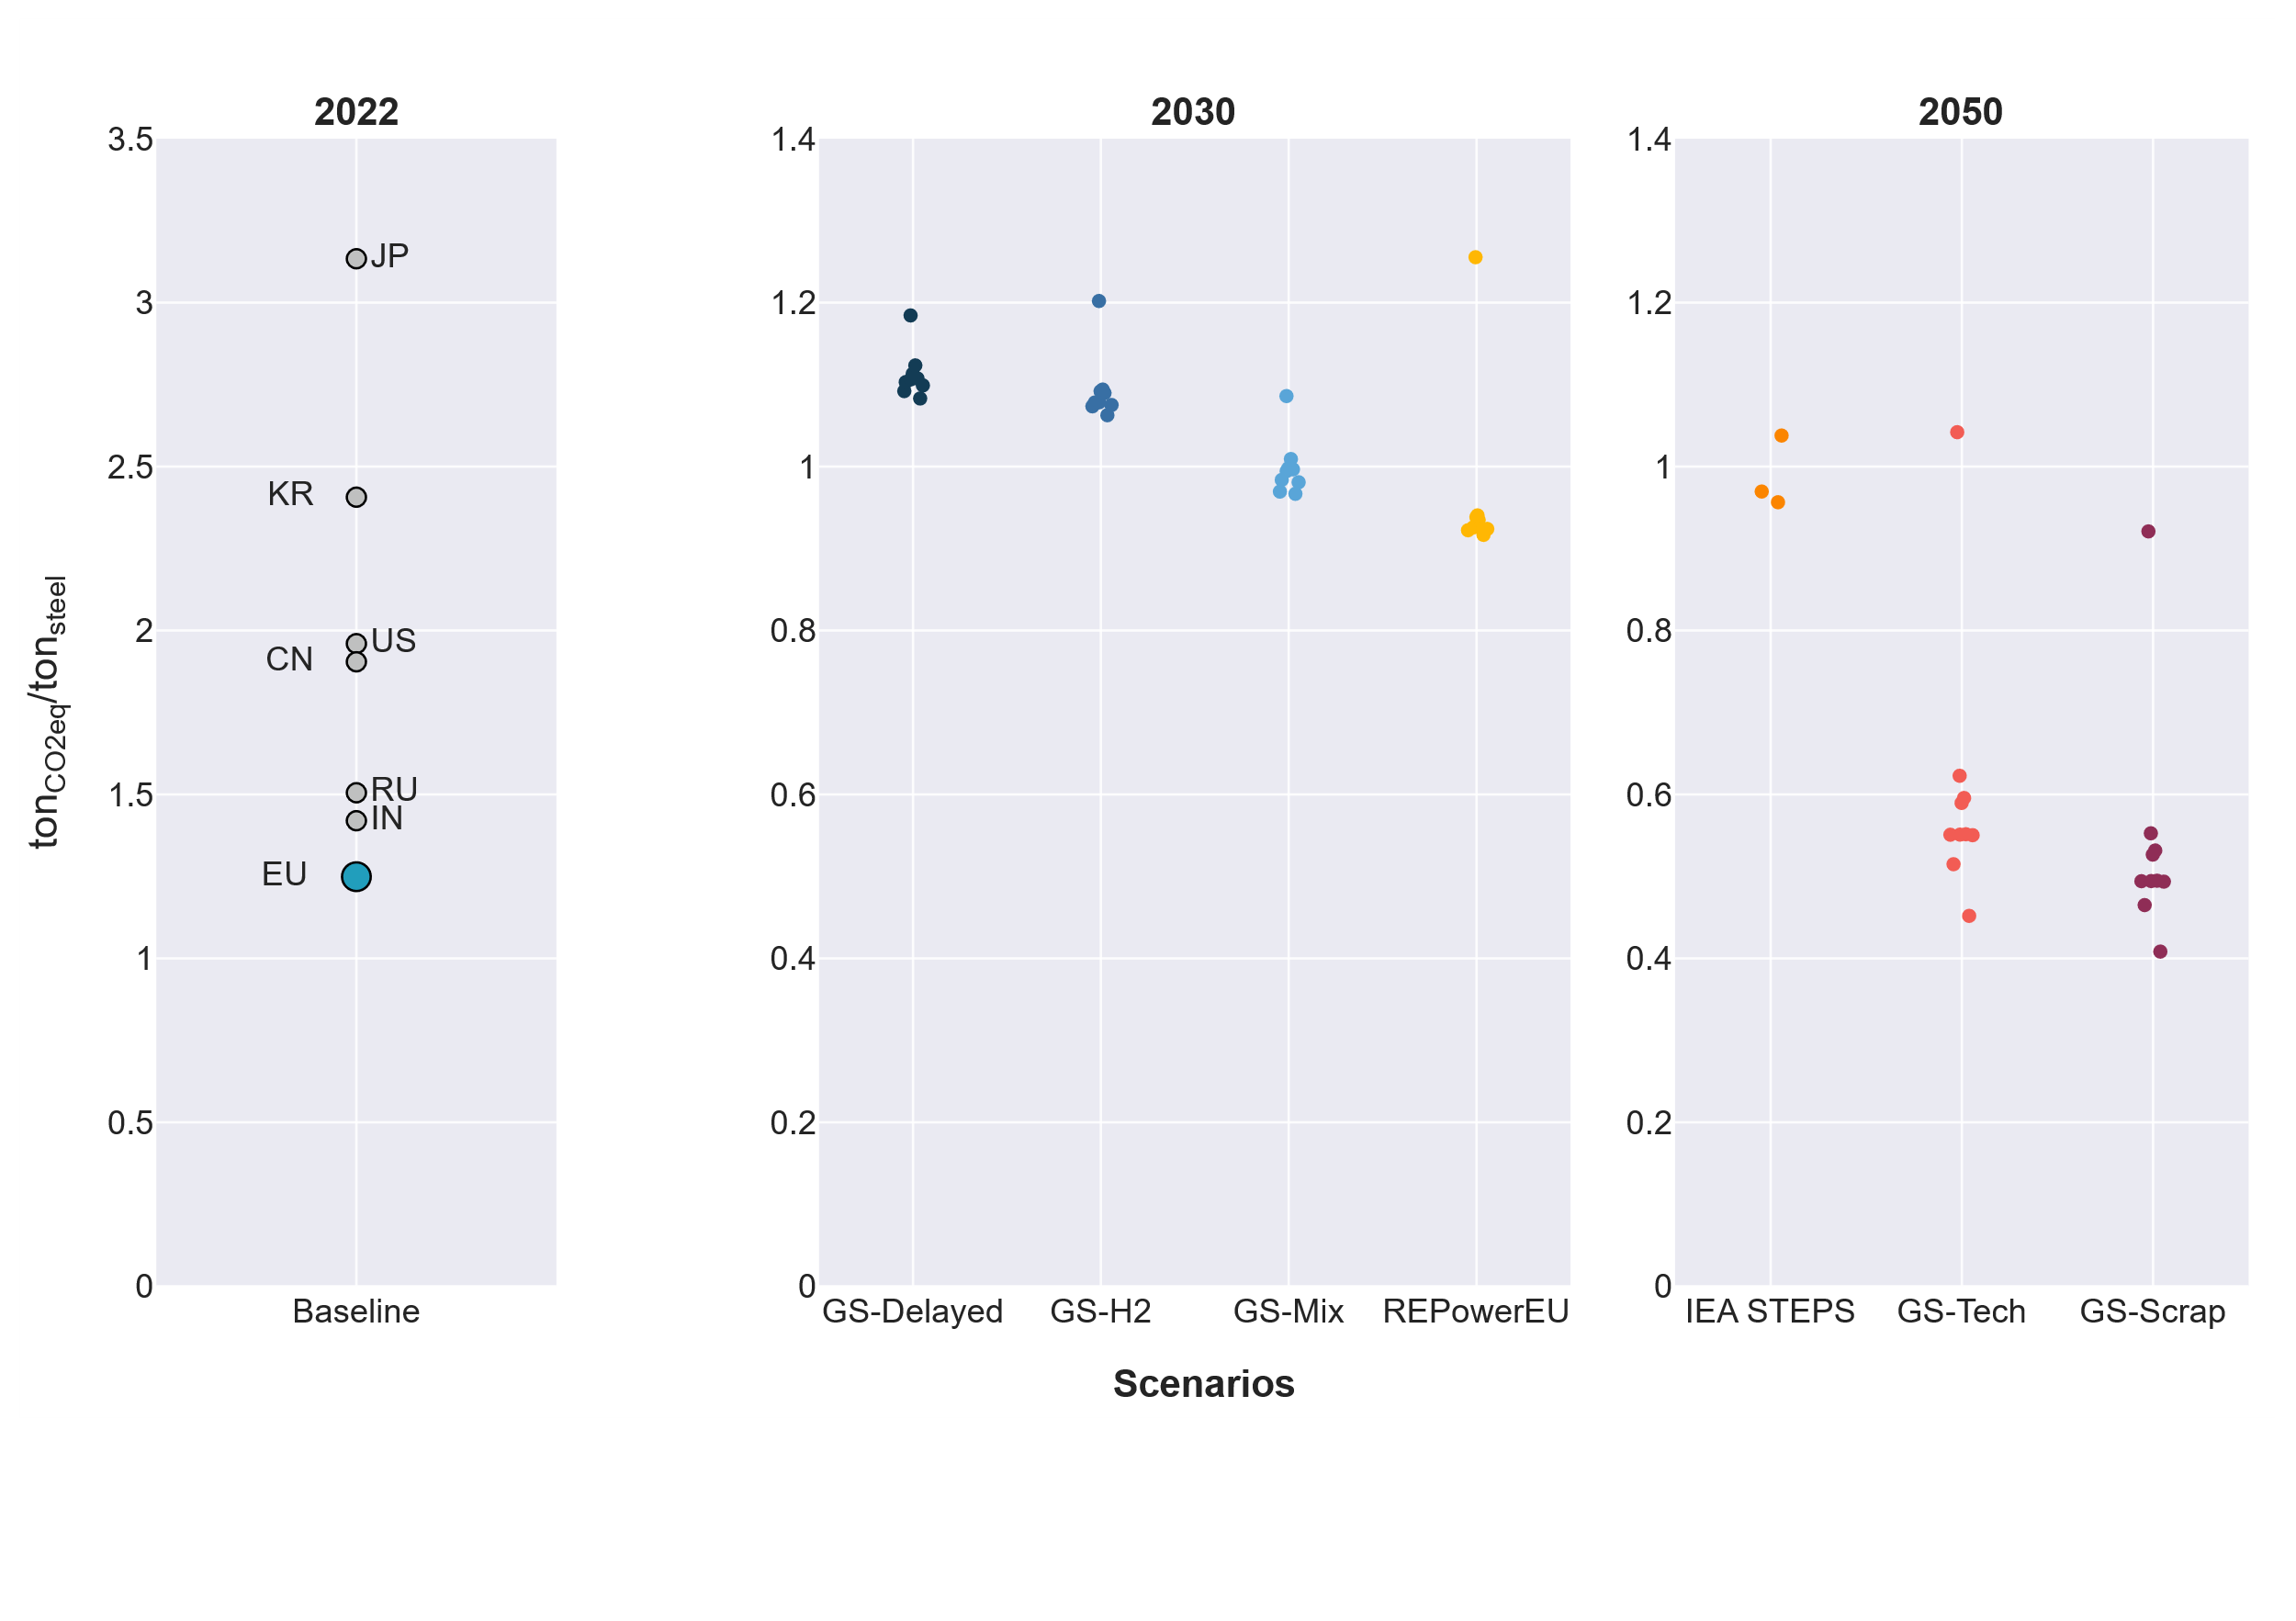 2022
2030
2050
3.5
3
2.5
2
1.5
1
0.5
0
JP
KR
US
CN
RU
IN
EU
Baseline
1.4
1.2
1
0.8
0.6
0.4
0.2
0
GS-Delayed
GS-H2
GS-Mix
REPowerEU
1.4
1.2
1
0.8
0.6
0.4
0.2
0
IEA STEPS
GS-Tech
GS-Scrap
tonCO2eq/tonsteel
Scenarios